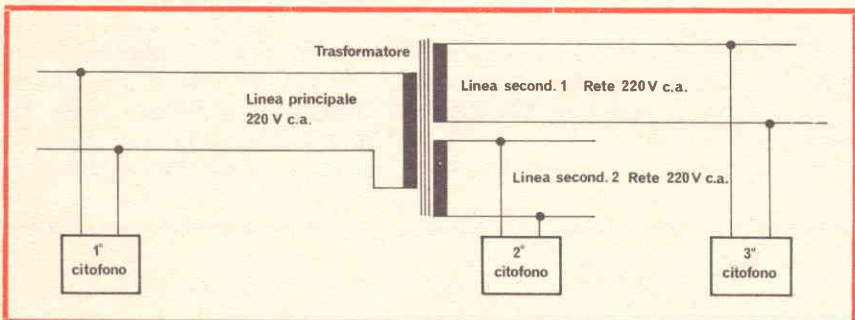 Trasformatore
Linea principale
220 V c.a.
Linea second. 1 Rete 220 V c.a.
Linea second. 2 Rete 220 V c.a.
1° citofono
2° citofono
3° citofono